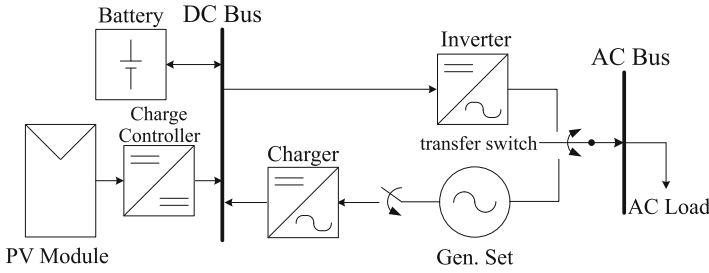 Battery
DC Bus
Inverter
AC Bus
Charge
Controller
transfer switch
Charger
AC Load
PV Module
Gen. Set